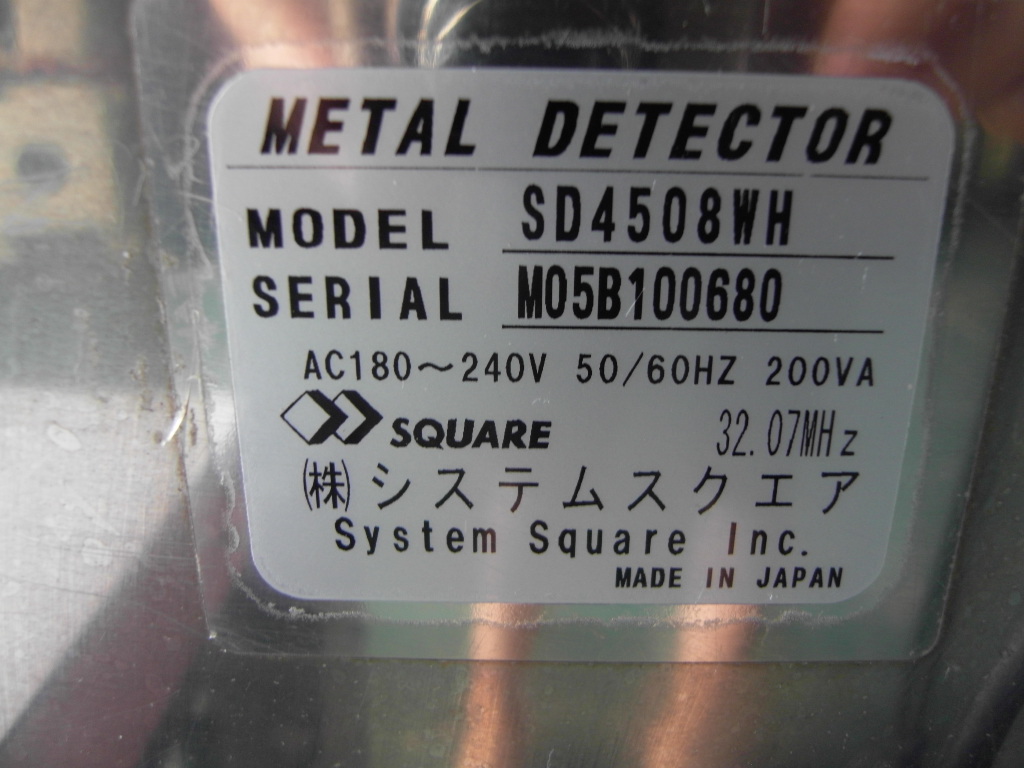 METAL DETECTOR
MODEL SD4508WH
SERIAL M05B100680
AC180～240V 50/60HZ 200VA
SQUARE 32.07MHz
㈱システムスクエア
System Square Inc.
MADE IN JAPAN